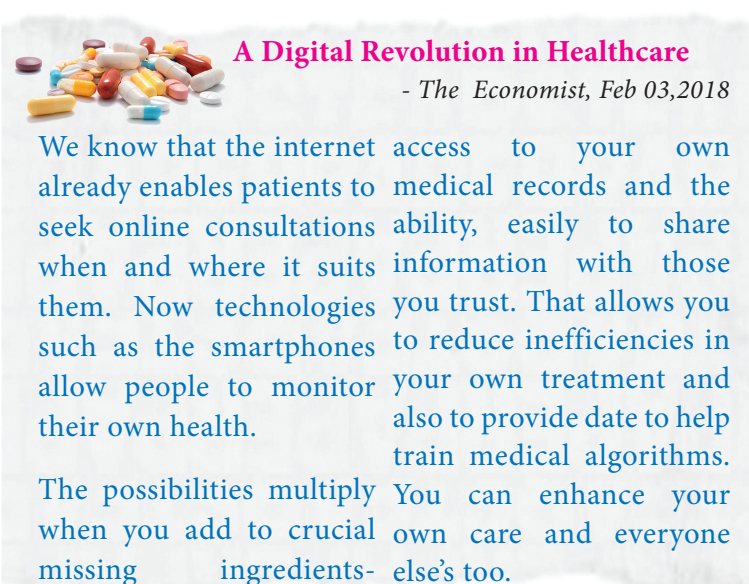 A Digital Revolution in Healthcare
- The Economist, Feb 03,2018
We know that the internet
already enables patients to
seek online consultations
when and where it suits
them. Now technologies
such as the smartphones
allow people to monitor
their own health.
The possibilities multiply
when you add to crucial
missing ingredients-
access to your own
medical records and the
ability, easily to share
information with those
you trust. That allows you
to reduce inefficiencies in
your own treatment and
also to provide date to help
train medical algorithms.
You can enhance your
own care and everyone
else's too.